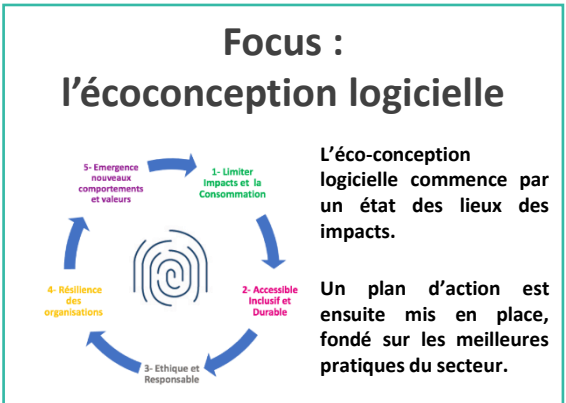 Focus :
l’écoconception logicielle
5- Emergence
nouveaux
comportements
et valeurs
1- Limiter
Impacts et la
Consommation
2- Accessible
Inclusif et
Durable
3- Ethique et
Responsable
4- Résilience
des
organisations
L’éco-conception
logicielle commence par
un état des lieux des
impacts.
Un plan d’action est
ensuite mis en place,
fondé sur les meilleures
pratiques du secteur.